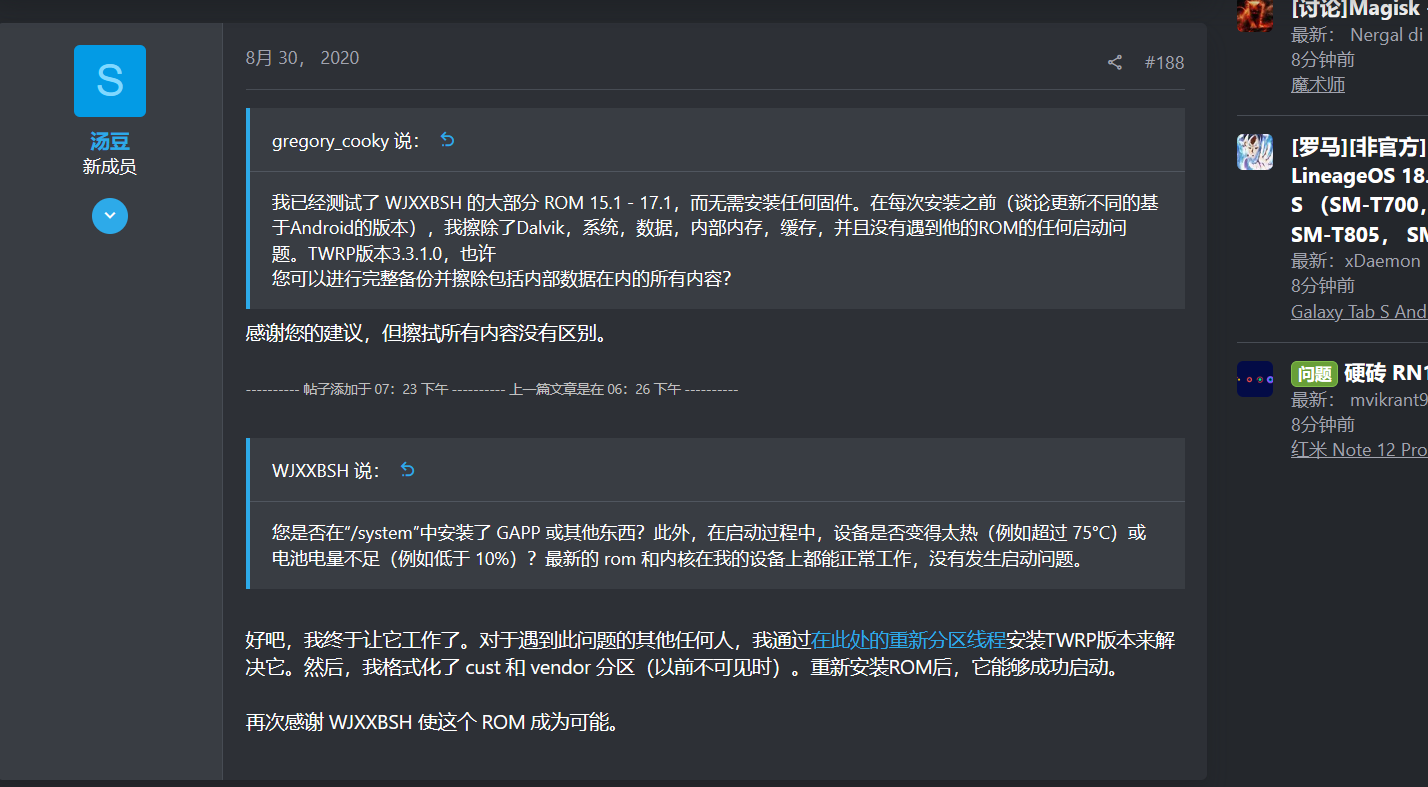 S
汤豆
新成员
8月 30， 2020
#188
gregory_cooky 说：
我已经测试了 WJXXBSH 的大部分 ROM 15.1 - 17.1，而无需安装任何固件。在每次安装之前（谈论更新不同的基
于Android的版本），我擦除了Dalvik，系统，数据，内部内存，缓存，并且没有遇到他的ROM的任何启动问
题。TWRP版本3.3.1.0，也许
您可以进行完整备份并擦除包括内部数据在内的所有内容？
感谢您的建议，但擦拭所有内容没有区别。
---------- 帖子添加于 07：23 下午 ---------- 上一篇文章是在 06：26 下午 ----------
WJXXBSH 说：
您是否在“/system”中安装了 GAPP 或其他东西？此外，在启动过程中，设备是否变得太热（例如超过 75°C）或
电池电量不足（例如低于 10%）？最新的 rom 和内核在我的设备上都能正常工作，没有发生启动问题。
好吧，我终于让它工作了。对于遇到此问题的其他任何人，我通过在此处的重新分区线程安装TWRP版本来解
决它。然后，我格式化了 cust 和 vendor 分区（以前不可见时）。重新安装ROM后，它能够成功启动。
再次感谢 WJXXBSH 使这个 ROM 成为可能。
[讨论]Magisk -
最新： Nergal di
8分钟前
魔术师
[罗马][非官方]
LineageOS 18.
S （SM-T700，
SM-T805， SM
最新：xDaemon
8分钟前
Galaxy Tab S And
问题 硬砖 RN1
最新： mvikrant9
8分钟前
红米 Note 12 Pro